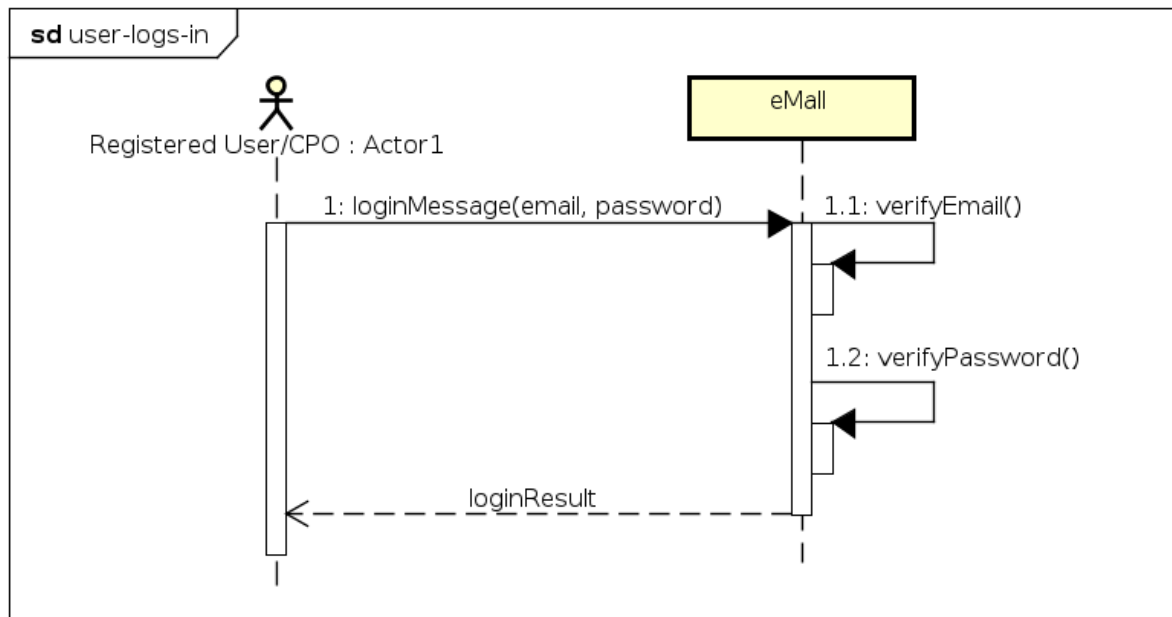 sd user-logs-in
eMall
Registered User/CPO : Actor1
1: loginMessage(email, password)
1.1: verifyEmail()
1.2: verifyPassword()
loginResult